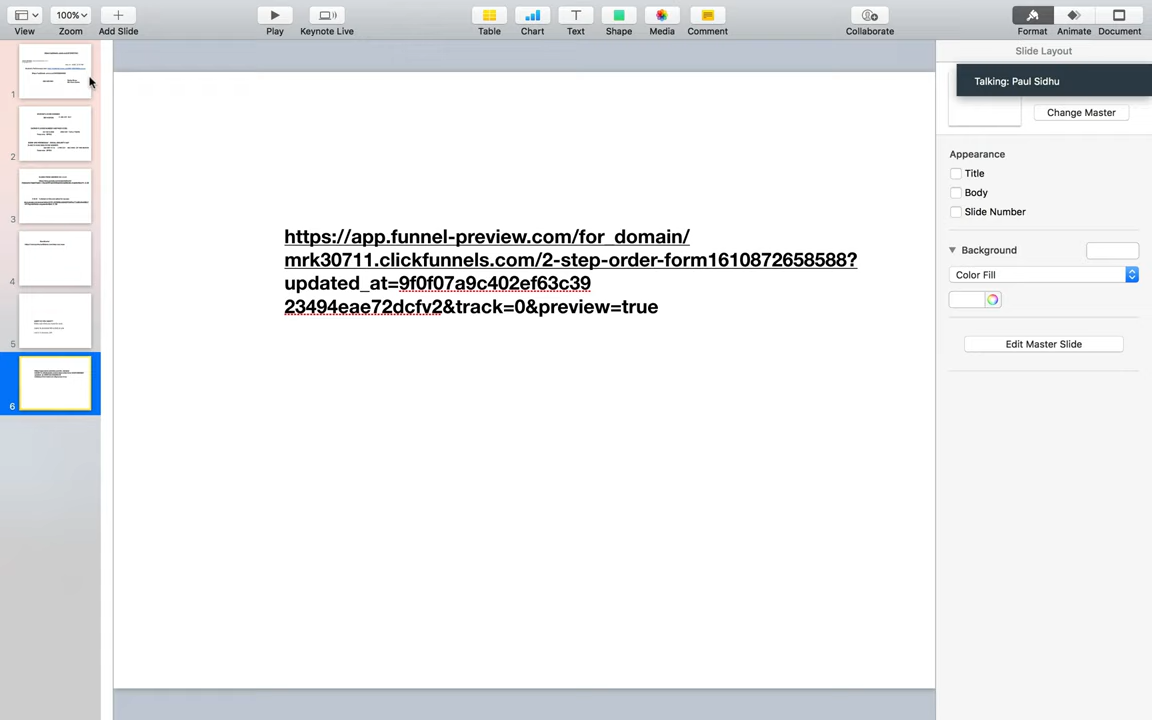 100%
View
Zoom
Add Slide
Play
Keynote Live
Table
Chart
Text
Shape
Media
Comment
Collaborate
Format
Animate
Document
Slide Layout
Talking: Paul Sidhu
Change Master
Appearance
Title
Body
Slide Number
Background
Color Fill
Edit Master Slide
1
2
3
4
5
6
https://app.funnel-preview.com/for_domain/
mrk30711.clickfunnels.com/2-step-order-form1610872658588?
updated_at=9f0f07a9c402ef63c39
23494eae72dcfv2&track=0&preview=true